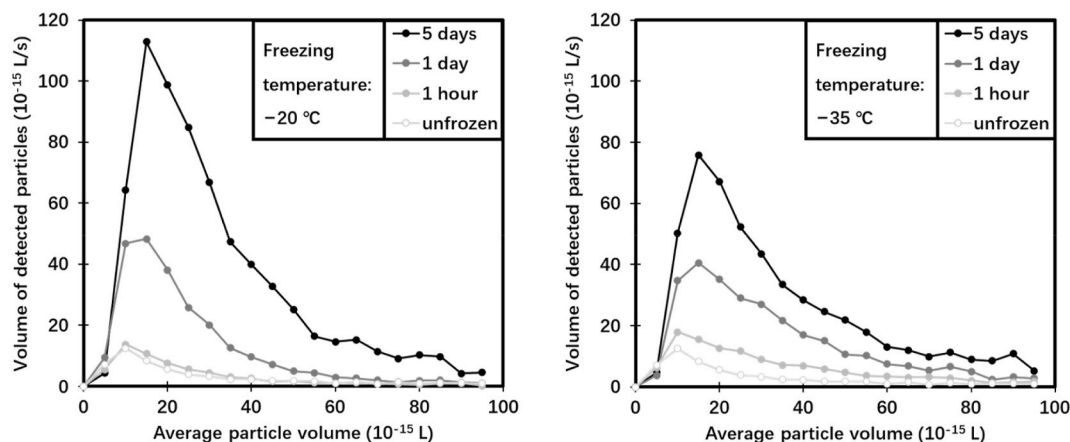 Volume of detected particles (10⁻¹⁵ L/s)
120
100
80
60
40
20
0
Freezing
temperature:
−20 ℃
5 days
1 day
1 hour
unfrozen
0
20
40
60
80
100
Average particle volume (10⁻¹⁵ L)
Volume of detected particles (10⁻¹⁵ L/s)
120
100
80
60
40
20
0
Freezing
temperature:
−35 ℃
5 days
1 day
1 hour
unfrozen
0
20
40
60
80
100
Average particle volume (10⁻¹⁵ L)